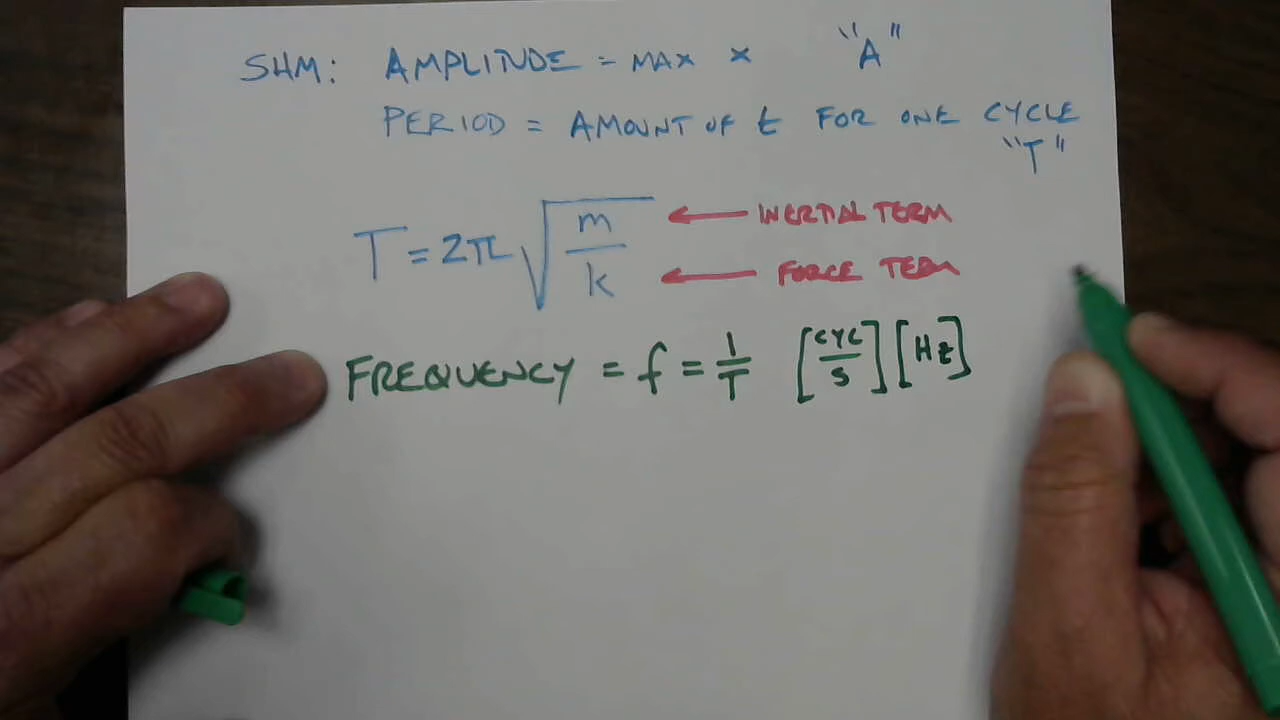 SHM: AMPLITUDE = MAX x "A"
PERIOD = AMOUNT OF t FOR ONE CYCLE
"T"
T = 2π √(m/k) ← INERTIAL TERM
← FORCE TERM
FREQUENCY = f = 1/T [CYC/S] [Hz]